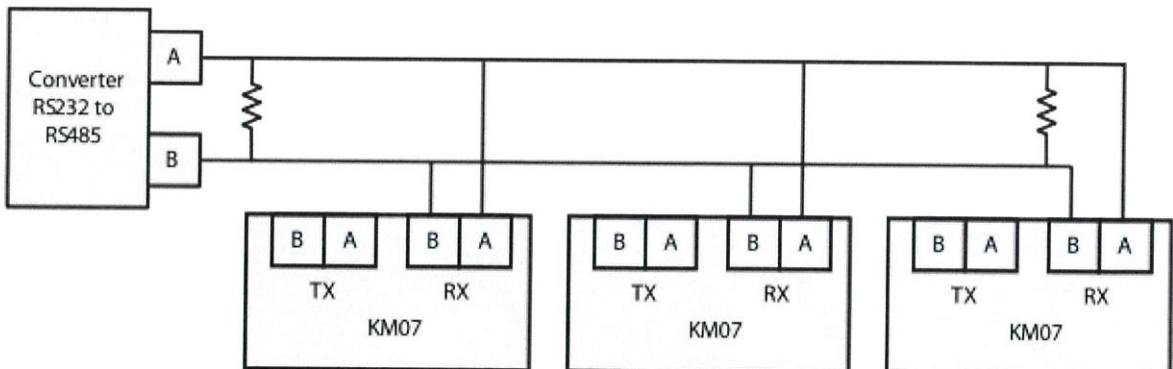 A
Converter
RS232 to
RS485
B
B A B A
TX RX
KM07
B A B A
TX RX
KM07
B A B A
TX RX
KM07